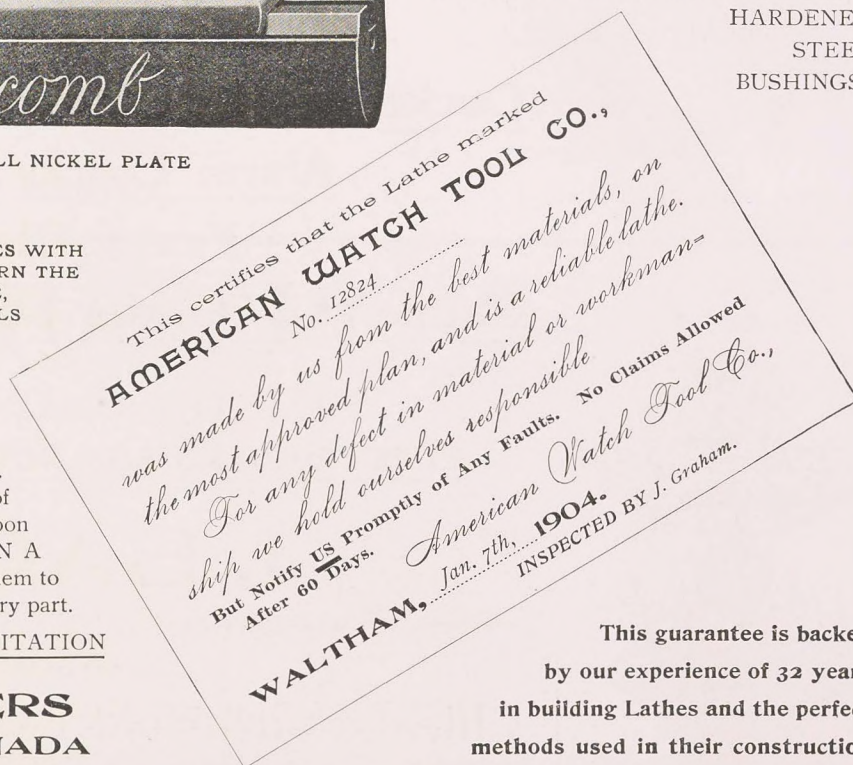 comb
LL NICKEL PLATE
HARDENE
STEE
BUSHINGS
ES WITH
RN THE
LS
of
oon
N A
em to
ry part.
ITATION
ERS
NADA
This certifies that the Lathe marked
AMERICAN WATCH TOOL CO.,
No. 12824
was made by us from the best materials, on
the most approved plan, and is a reliable lathe.
For any defect in material or workman=
ship we hold ourselves responsible
But Notify US Promptly of Any Faults. No Claims Allowed
After 60 Days.
American Watch Tool Co.,
WALTHAM, Jan. 7th, 1904.
INSPECTED BY J. Graham.
This guarantee is backe
by our experience of 32 year
in building Lathes and the perfec
methods used in their constructio